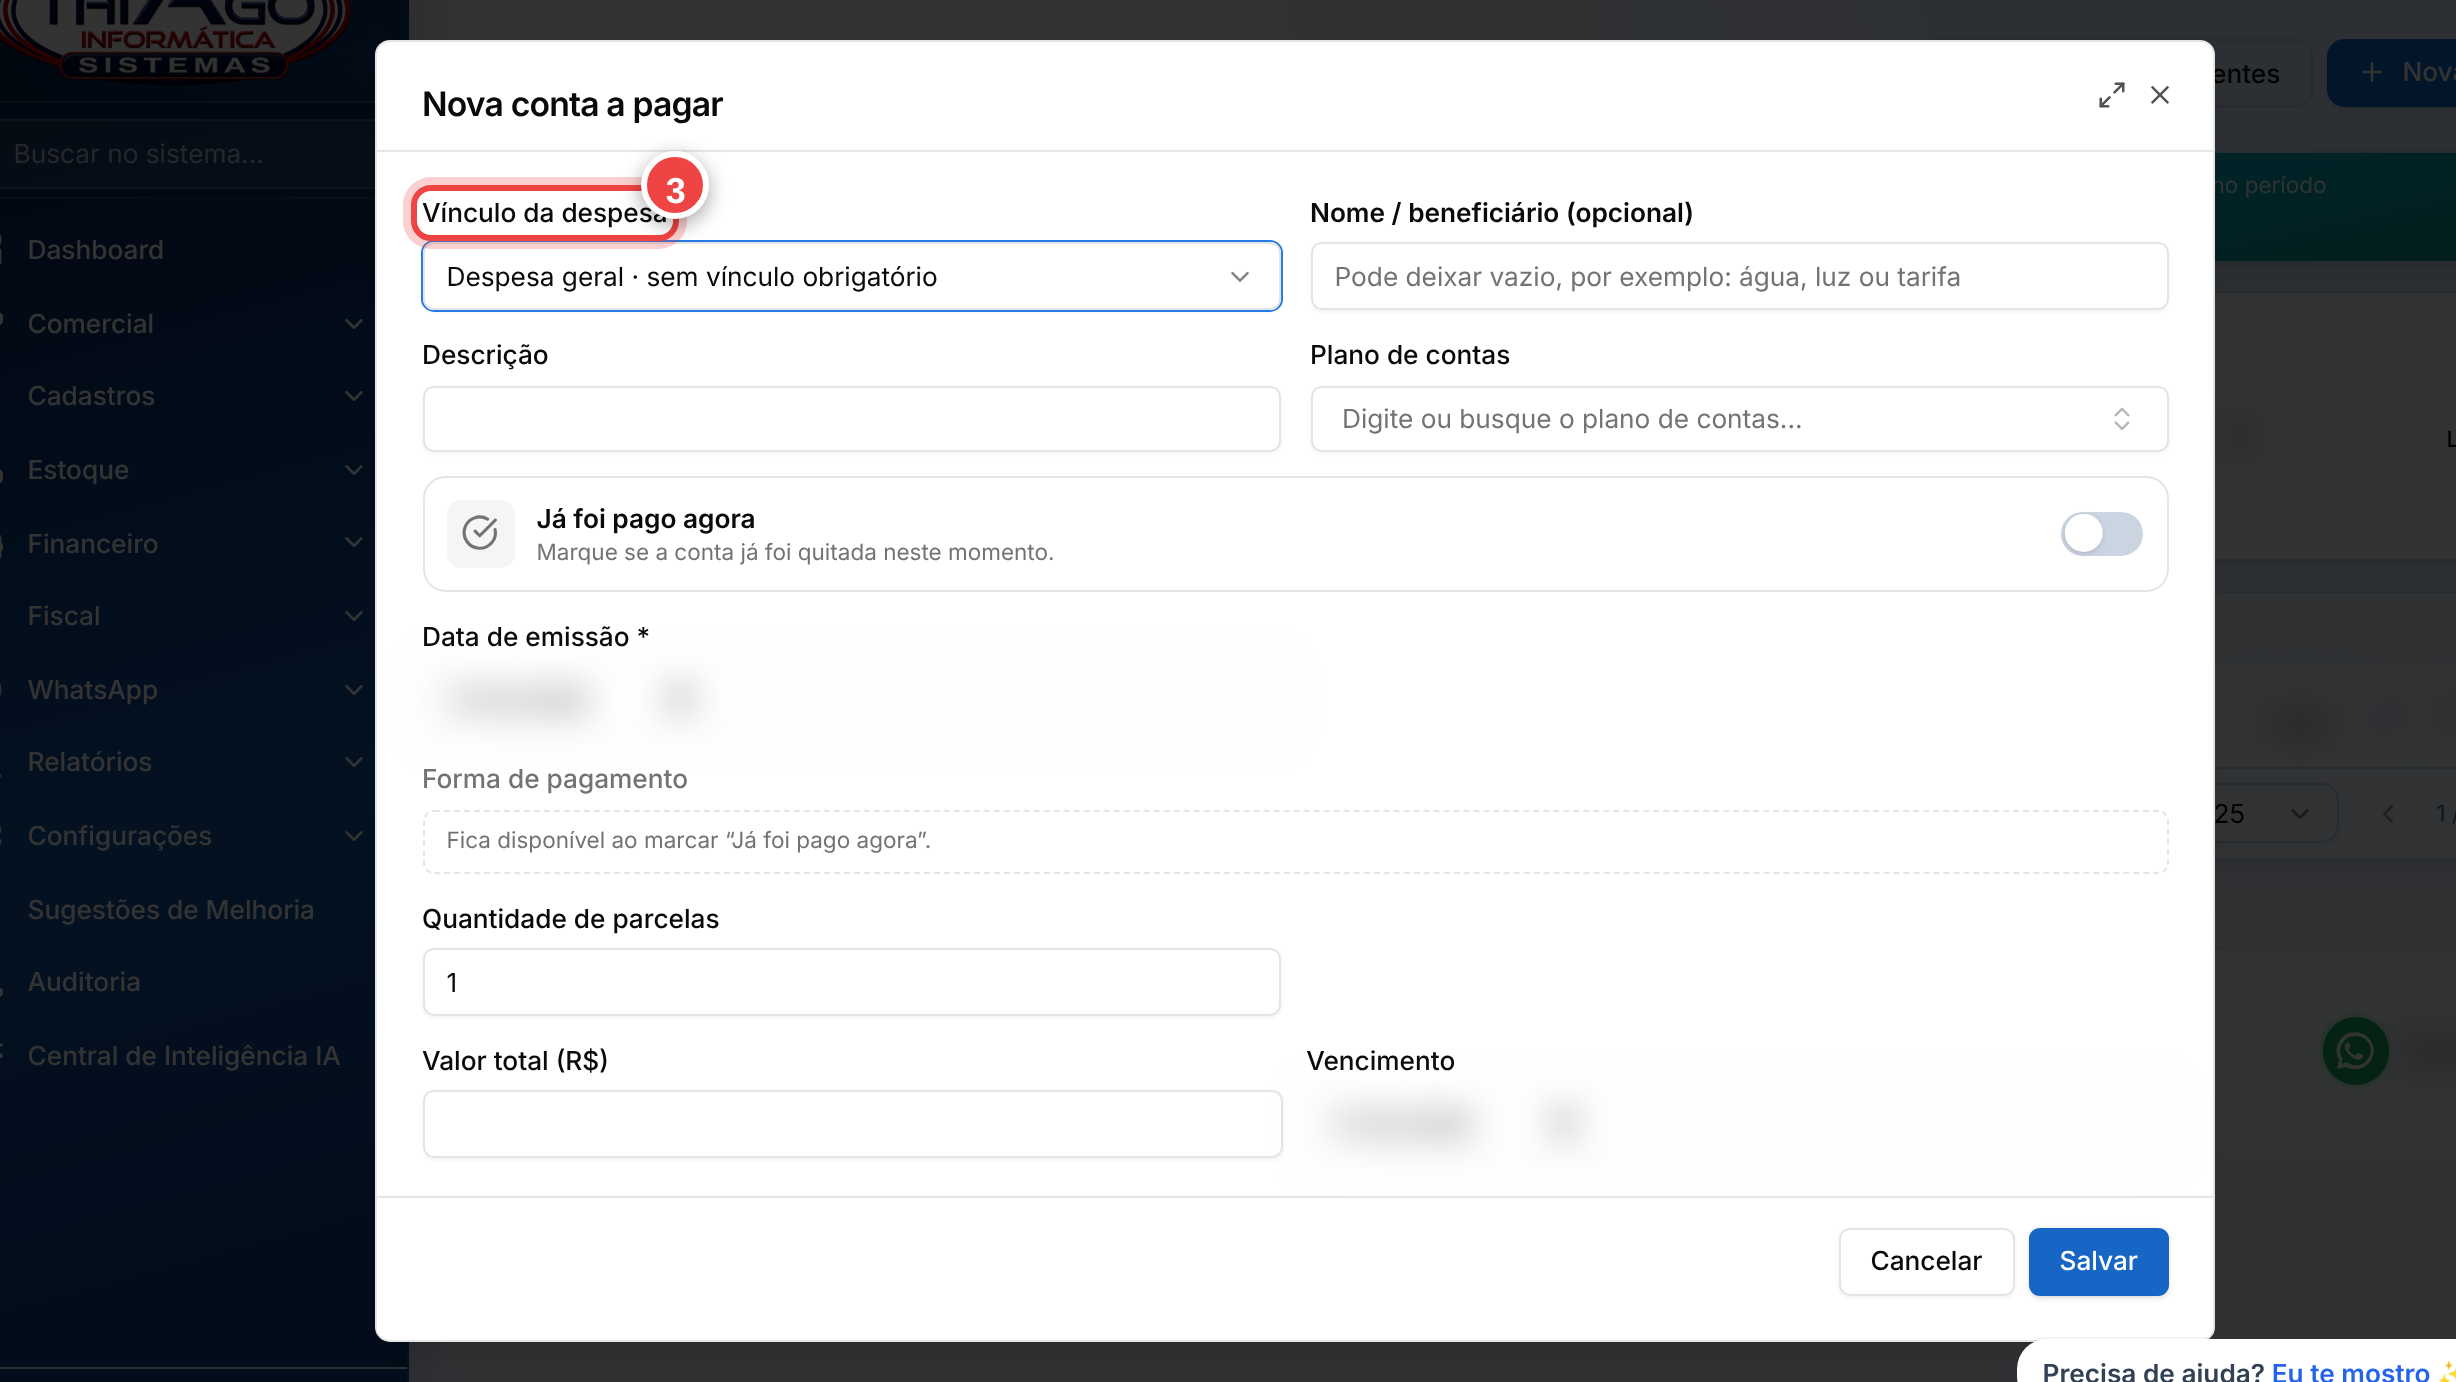 THIAGO
INFORMÁTICA
SISTEMAS
Buscar no sistema...
Dashboard
Comercial
Cadastros
Estoque
Financeiro
Fiscal
WhatsApp
Relatórios
Configurações
Sugestões de Melhoria
Auditoria
Central de Inteligência IA
Nova conta a pagar
3
Vínculo da despesa
Despesa geral · sem vínculo obrigatório
Nome / beneficiário (opcional)
Pode deixar vazio, por exemplo: água, luz ou tarifa
Descrição
Plano de contas
Digite ou busque o plano de contas...
Já foi pago agora
Marque se a conta já foi quitada neste momento.
Data de emissão *
Forma de pagamento
Fica disponível ao marcar “Já foi pago agora”.
Quantidade de parcelas
1
Valor total (R$)
Vencimento
Cancelar
Salvar
entes
+ Nova
no período
25
1 /
Precisa de ajuda? Eu te mostro ✨